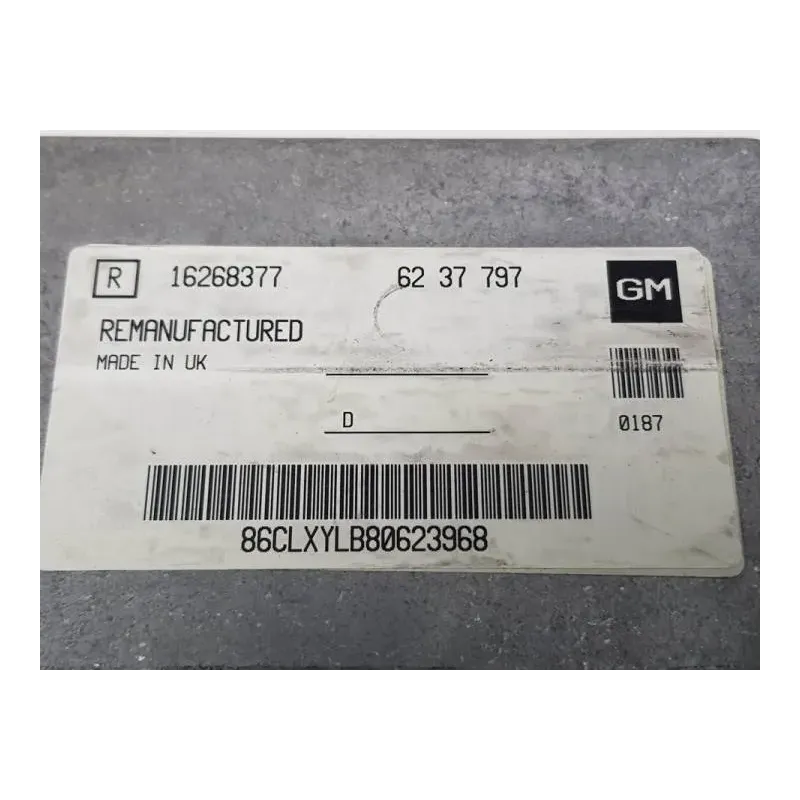 R 16268377 62 37 797 GM
REMANUFACTURED
MADE IN UK
0187
D
86CLXYLB80623968